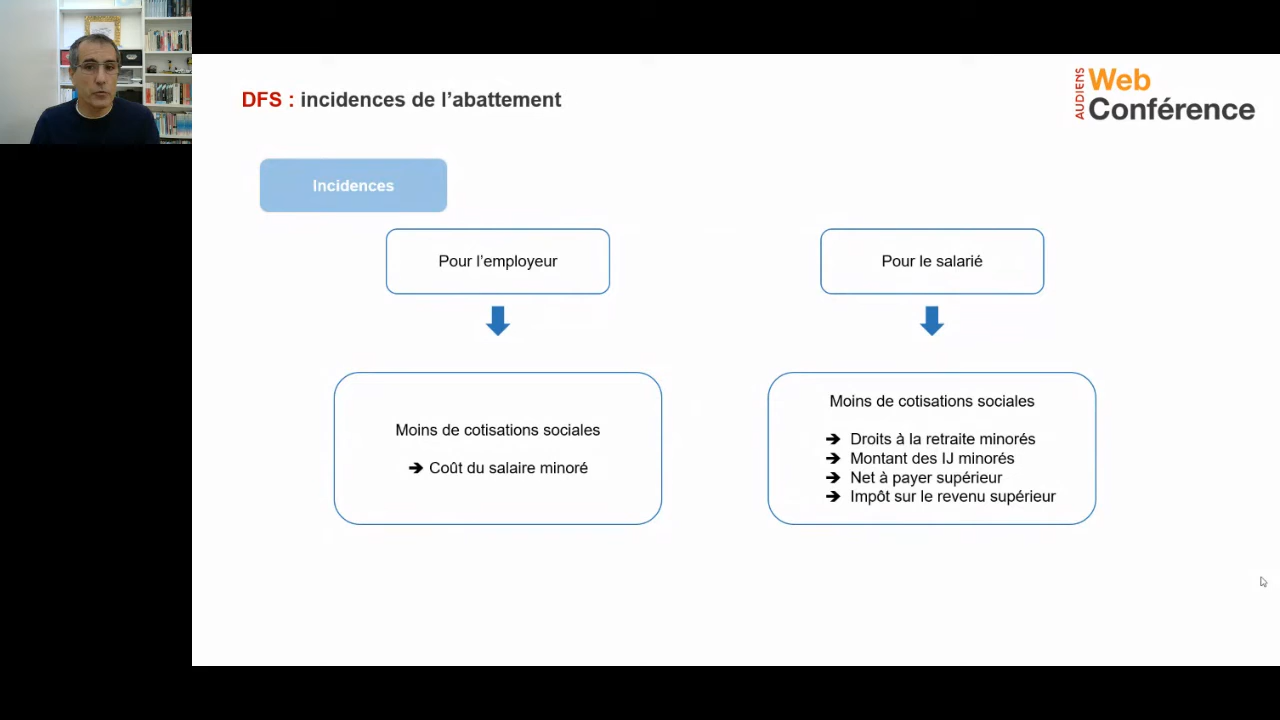 DFS : incidences de l’abattement
AUDIENS
Web
Conférence
Incidences
Pour l’employeur
Moins de cotisations sociales
➔ Coût du salaire minoré
Pour le salarié
Moins de cotisations sociales
➔ Droits à la retraite minorés
➔ Montant des IJ minorés
➔ Net à payer supérieur
➔ Impôt sur le revenu supérieur